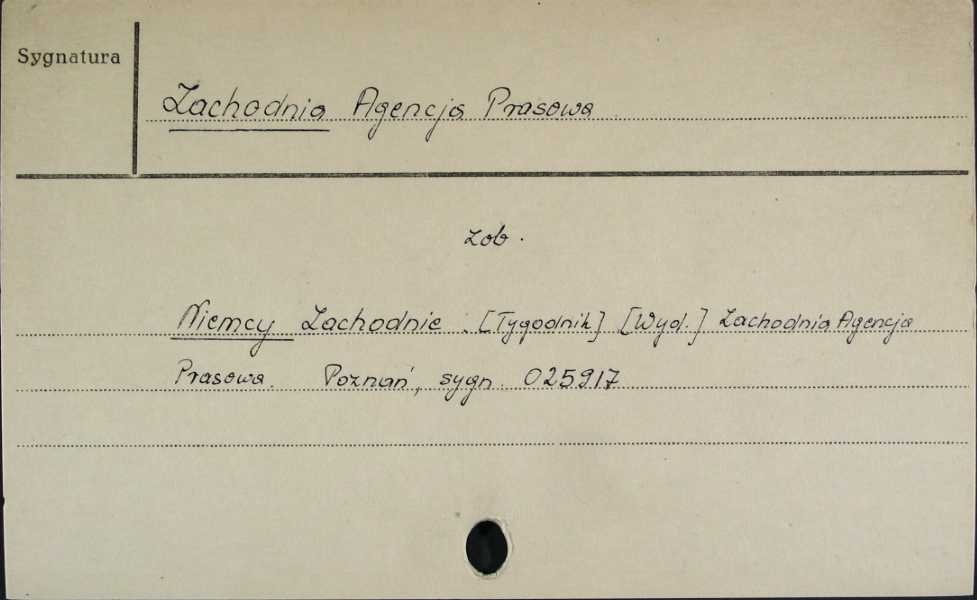 Sygnatura
Zachodnia Agencja Prasowa
zob.
Niemcy Zachodnie. [Tygodnik] [Wyd.] Zachodnia Agencja
Prasowa. Poznań, sygn. 025917